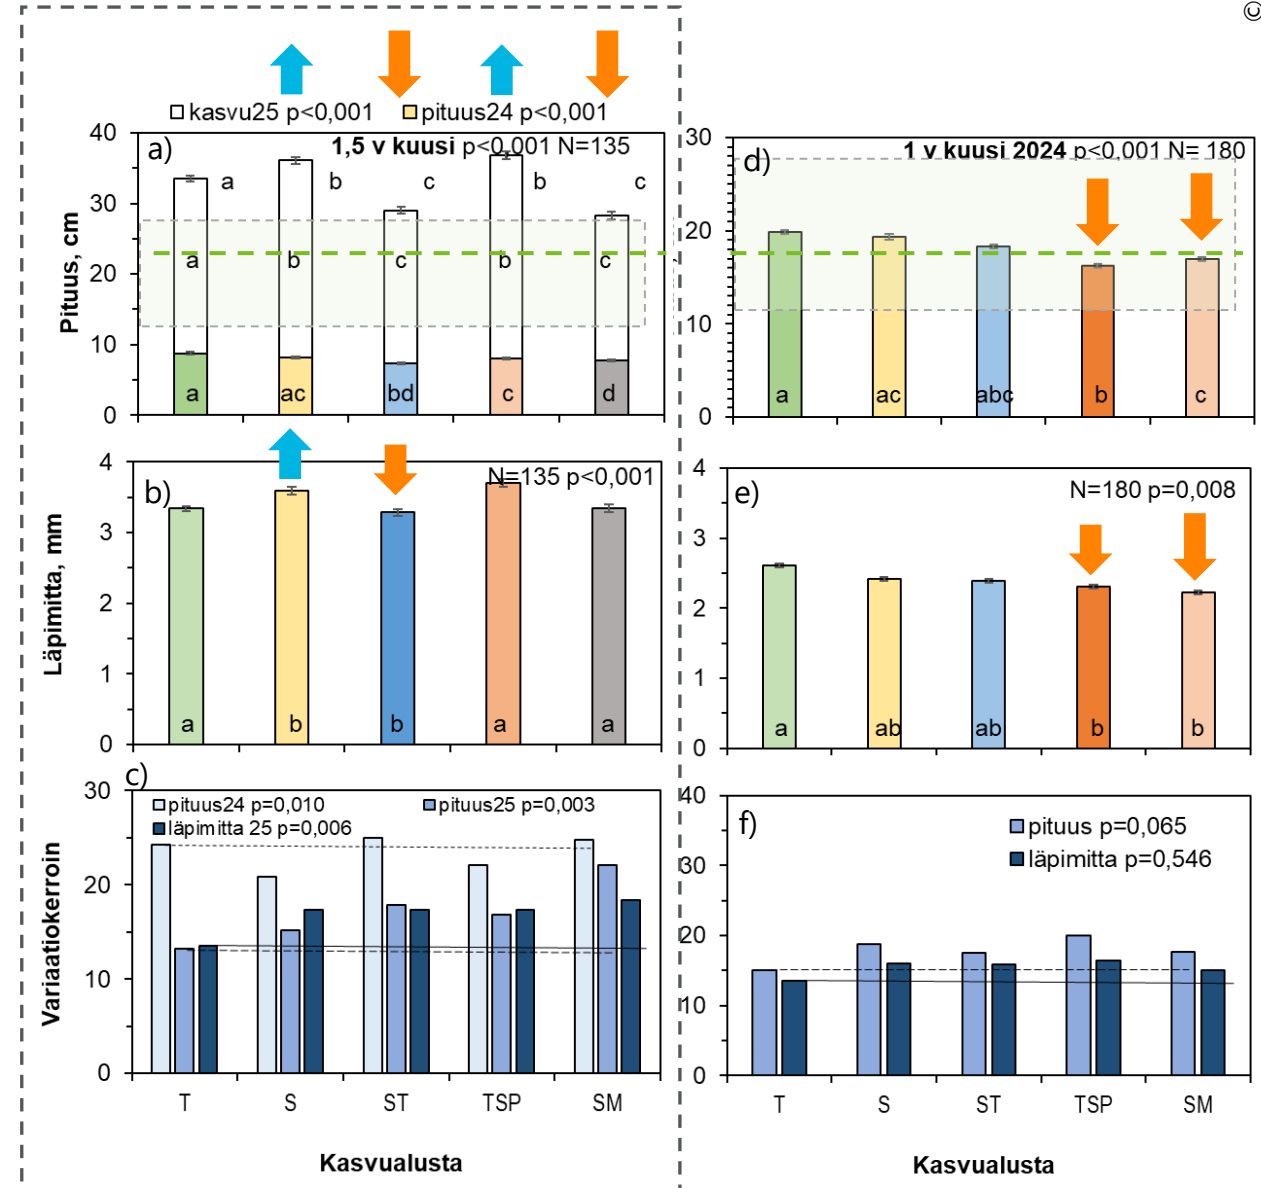 ©
kasvu25 p<0,001 pituus24 p<0,001
a) 1,5 v kuusi p<0,001 N=135
Pituus, cm
40
30
20
10
0
a b c b c
a b c b c
a ac bd c d
b) N=135 p<0,001
Läpimitta, mm
4
3
2
1
0
a b b a a
c)
pituus24 p=0,010 pituus25 p=0,003
läpimitta 25 p=0,006
Variaatiokerroin
30
20
10
0
T S ST TSP SM
Kasvualusta
d) 1 v kuusi 2024 p<0,001 N= 180
30
20
10
0
a ac abc b c
e) N=180 p=0,008
4
3
2
1
0
a ab ab b b
f)
pituus p=0,065
läpimitta p=0,546
40
30
20
10
0
T S ST TSP SM
Kasvualusta